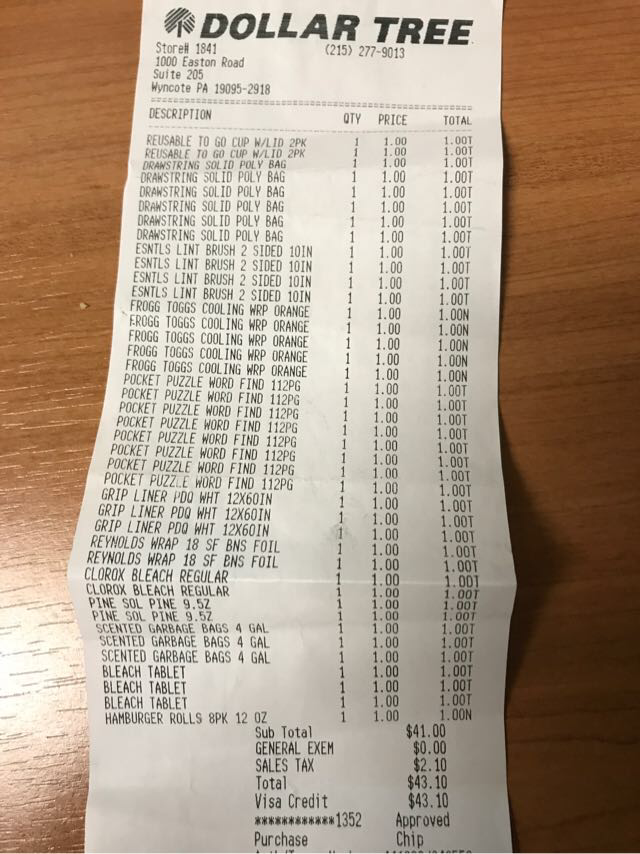 DOLLAR TREE
Store# 1841 (215) 277-9013
1000 Easton Road
Suite 205
Wyncote PA 19095-2918
DESCRIPTION QTY PRICE TOTAL
REUSABLE TO GO CUP W/LID 2PK 1 1.00 1.00T
REUSABLE TO GO CUP W/LID 2PK 1 1.00 1.00T
DRAWSTRING SOLID POLY BAG 1 1.00 1.00T
DRAWSTRING SOLID POLY BAG 1 1.00 1.00T
DRAWSTRING SOLID POLY BAG 1 1.00 1.00T
DRAWSTRING SOLID POLY BAG 1 1.00 1.00T
DRAWSTRING SOLID POLY BAG 1 1.00 1.00T
DRAWSTRING SOLID POLY BAG 1 1.00 1.00T
ESNTLS LINT BRUSH 2 SIDED 10IN 1 1.00 1.00T
ESNTLS LINT BRUSH 2 SIDED 10IN 1 1.00 1.00T
ESNTLS LINT BRUSH 2 SIDED 10IN 1 1.00 1.00T
ESNTLS LINT BRUSH 2 SIDED 10IN 1 1.00 1.00T
FROGG TOGGS COOLING WRP ORANGE 1 1.00 1.00N
FROGG TOGGS COOLING WRP ORANGE 1 1.00 1.00N
FROGG TOGGS COOLING WRP ORANGE 1 1.00 1.00N
FROGG TOGGS COOLING WRP ORANGE 1 1.00 1.00N
FROGG TOGGS COOLING WRP ORANGE 1 1.00 1.00N
POCKET PUZZLE WORD FIND 112PG 1 1.00 1.00T
POCKET PUZZLE WORD FIND 112PG 1 1.00 1.00T
POCKET PUZZLE WORD FIND 112PG 1 1.00 1.00T
POCKET PUZZLE WORD FIND 112PG 1 1.00 1.00T
POCKET PUZZLE WORD FIND 112PG 1 1.00 1.00T
POCKET PUZZLE WORD FIND 112PG 1 1.00 1.00T
POCKET PUZZLE WORD FIND 112PG 1 1.00 1.00T
POCKET PUZZLE WORD FIND 112PG 1 1.00 1.00T
GRIP LINER PDQ WHT 12X60IN 1 1.00 1.00T
GRIP LINER PDQ WHT 12X60IN 1 1.00 1.00T
GRIP LINER PDQ WHT 12X60IN 1 1.00 1.00T
REYNOLDS WRAP 18 SF BNS FOIL 1 1.00 1.00T
REYNOLDS WRAP 18 SF BNS FOIL 1 1.00 1.00T
CLOROX BLEACH REGULAR 1 1.00 1.00T
CLOROX BLEACH REGULAR 1 1.00 1.00T
PINE SOL PINE 9.5Z 1 1.00 1.00T
PINE SOL PINE 9.5Z 1 1.00 1.00T
SCENTED GARBAGE BAGS 4 GAL 1 1.00 1.00T
SCENTED GARBAGE BAGS 4 GAL 1 1.00 1.00T
SCENTED GARBAGE BAGS 4 GAL 1 1.00 1.00T
BLEACH TABLET 1 1.00 1.00T
BLEACH TABLET 1 1.00 1.00T
BLEACH TABLET 1 1.00 1.00T
HAMBURGER ROLLS 8PK 12 OZ 1 1.00 1.00N
Sub Total $41.00
GENERAL EXEM $0.00
SALES TAX $2.10
Total $43.10
Visa Credit $43.10
************1352 Approved
Purchase Chip